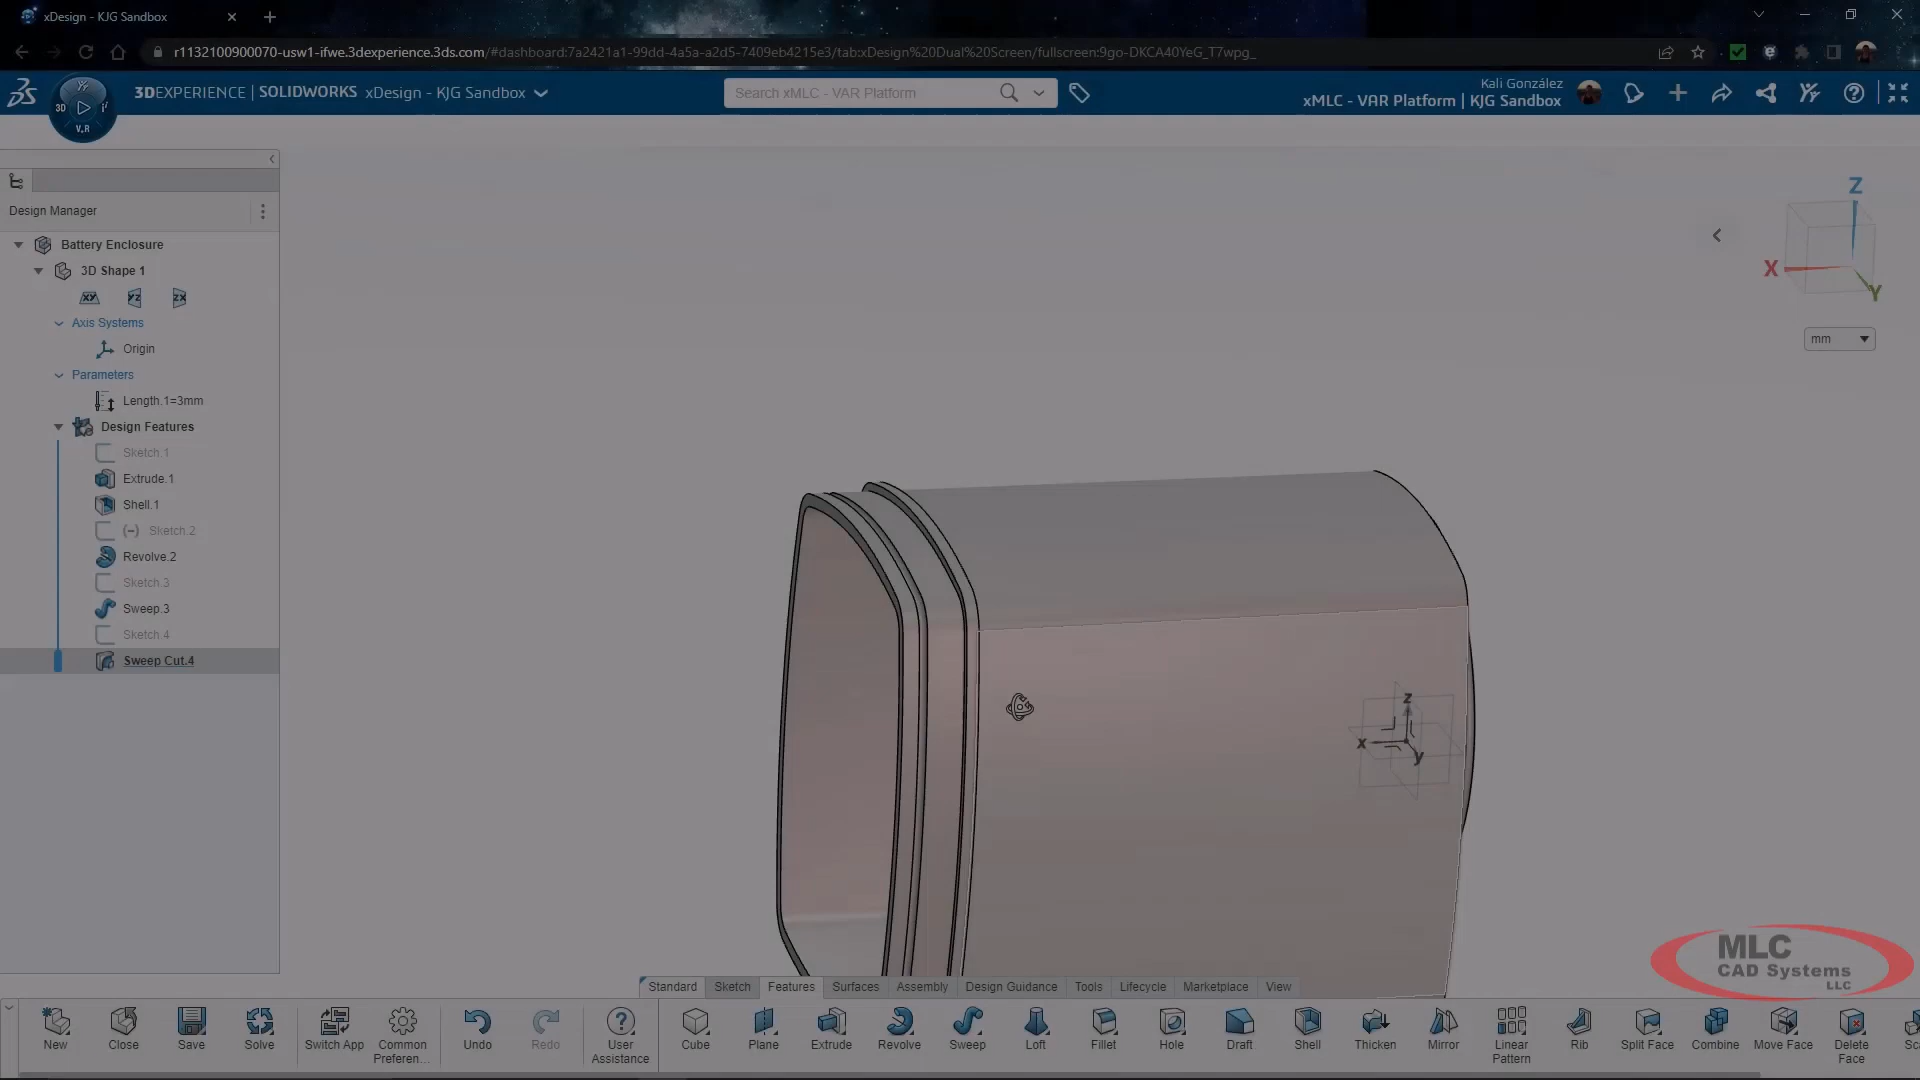 xDesign - KJG Sandbox
r1132100900070-usw1-ifwe.3dexperience.3ds.com/#dashboard:7a2421a1-99dd-4a5a-a2d5-7409eb4215e3/tab:xDesign%20Dual%20Screen/fullscreen:9go-DKCA40YeG_T7wpg_
3D
V.R
3DEXPERIENCE | SOLIDWORKS xDesign - KJG Sandbox
Search xMLC - VAR Platform
Kali González
xMLC - VAR Platform | KJG Sandbox
Design Manager
Battery Enclosure
3D Shape 1
XY YZ ZX
Axis Systems
Origin
Parameters
Length.1=3mm
Design Features
Sketch.1
Extrude.1
Shell.1
(-) Sketch.2
Revolve.2
Sketch.3
Sweep.3
Sketch.4
Sweep Cut.4
Z
X
Y
mm
z
x
y
MLC
CAD Systems
LLC
Standard Sketch Features Surfaces Assembly Design Guidance Tools Lifecycle Marketplace View
New Close Save Solve Switch App Common Preferen... Undo Redo User Assistance Cube Plane Extrude Revolve Sweep Loft Fillet Hole Draft Shell Thicken Mirror Linear Pattern Rib Split Face Combine Move Face Delete Face Sc